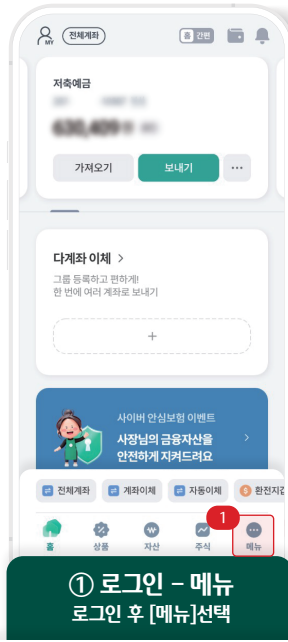 MY 전체계좌 홈 간편
저축예금
가져오기 보내기 ...
다계좌 이체 >
그룹 등록하고 편하게!
한 번에 여러 계좌로 보내기
+
사이버 안심보험 이벤트
사장님의 금융자산을
안전하게 지켜드려요
전체계좌 계좌이체 자동이체 환전지갑
1
홈 상품 자산 주식 메뉴
① 로그인 – 메뉴
로그인 후 [메뉴]선택